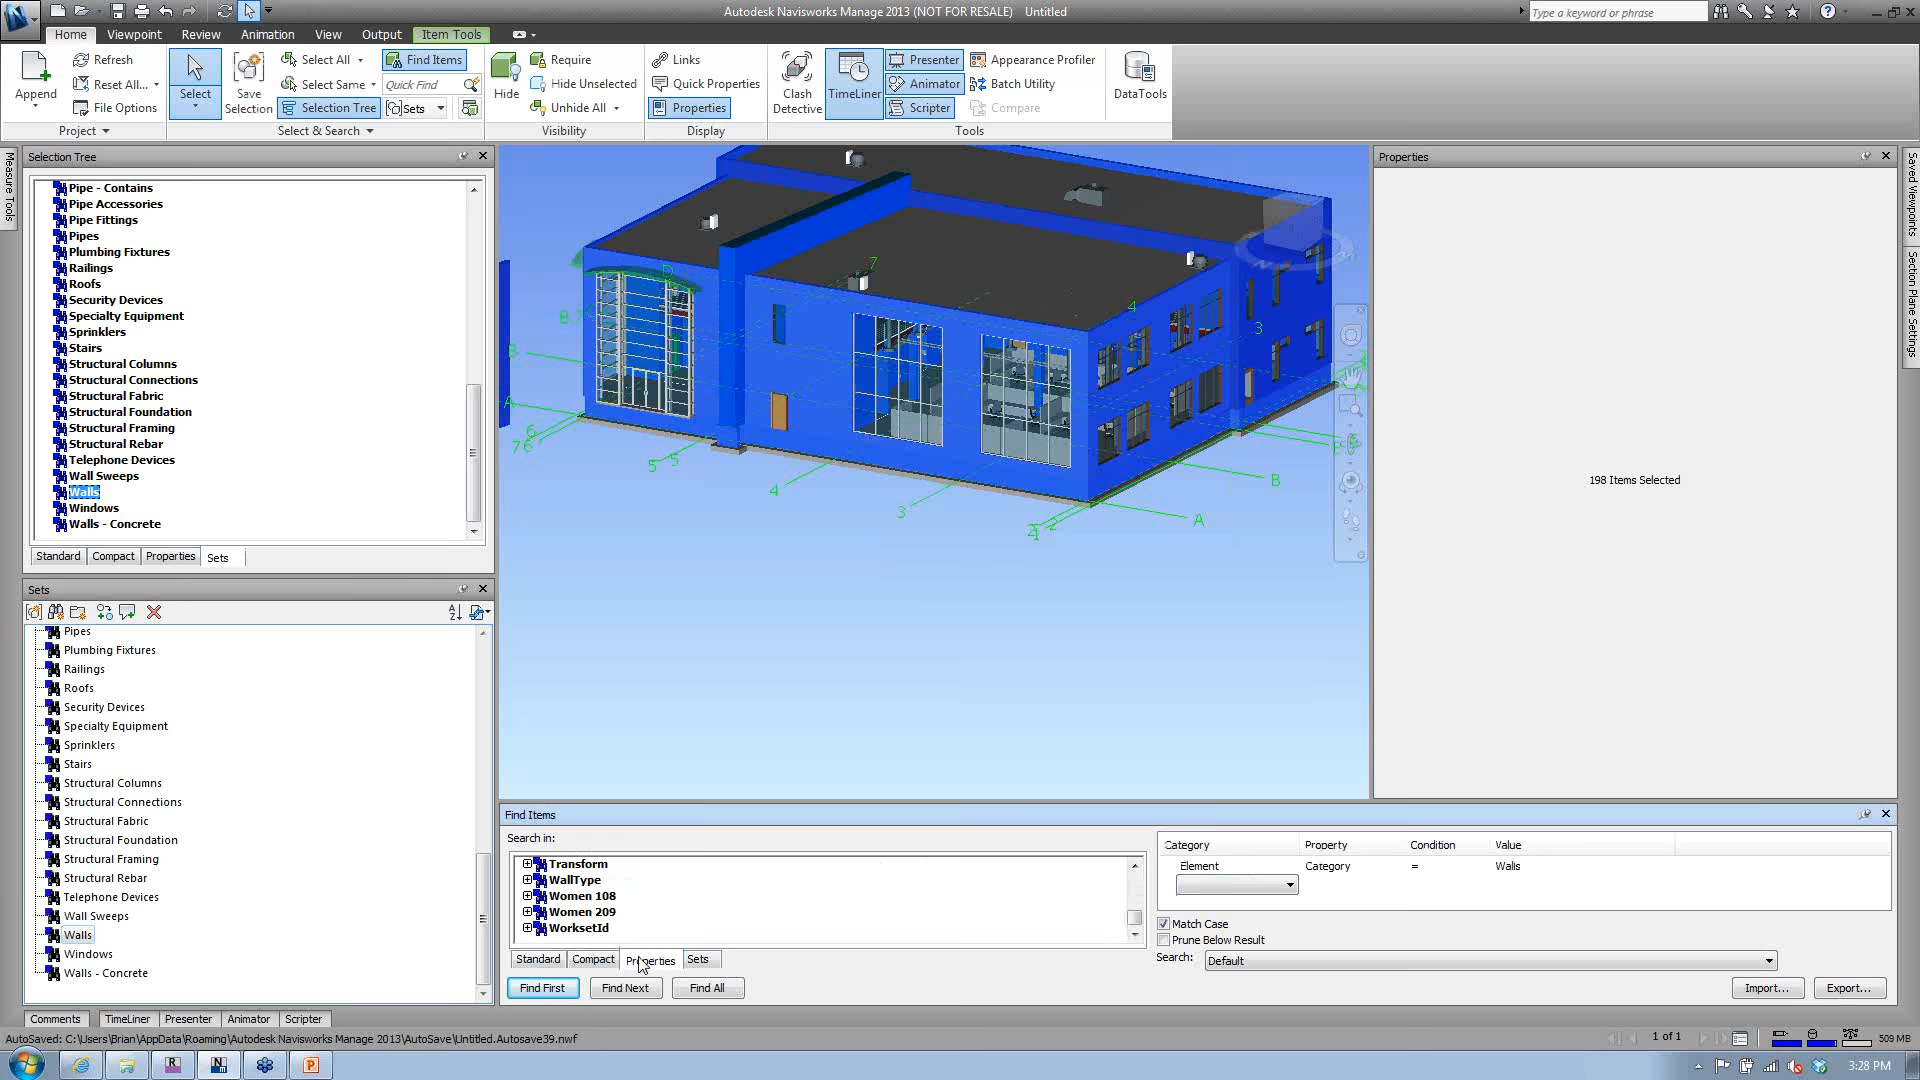 Autodesk Navisworks Manage 2013 (NOT FOR RESALE) Untitled
Type a keyword or phrase
Home Viewpoint Review Animation View Output Item Tools
Append
Refresh
Reset All...
File Options
Project
Select
Save Selection
Select All
Select Same
Selection Tree
Find Items
Quick Find
Sets
Select & Search
Hide
Require
Hide Unselected
Unhide All
Visibility
Links
Quick Properties
Properties
Display
Clash Detective
TimeLiner
Presenter
Animator
Scripter
Appearance Profiler
Batch Utility
Compare
Tools
DataTools
Measure Tools
Selection Tree
Pipe - Contains
Pipe Accessories
Pipe Fittings
Pipes
Plumbing Fixtures
Railings
Roofs
Security Devices
Specialty Equipment
Sprinklers
Stairs
Structural Columns
Structural Connections
Structural Fabric
Structural Foundation
Structural Framing
Structural Rebar
Telephone Devices
Wall Sweeps
Walls
Windows
Walls - Concrete
Standard Compact Properties Sets
Sets
Pipes
Plumbing Fixtures
Railings
Roofs
Security Devices
Specialty Equipment
Sprinklers
Stairs
Structural Columns
Structural Connections
Structural Fabric
Structural Foundation
Structural Framing
Structural Rebar
Telephone Devices
Wall Sweeps
Walls
Windows
Walls - Concrete
D
7
B
4
3
B
A
6
5 5
4
3
B
A
Properties
198 Items Selected
Saved Viewpoints
Section Plane Settings
Find Items
Search in:
Transform
WallType
Women 108
Women 209
WorksetId
Standard Compact Properties Sets
Find First Find Next Find All
Category Property Condition Value
Element Category = Walls
Match Case
Prune Below Result
Search: Default
Import... Export...
Comments TimeLiner Presenter Animator Scripter
AutoSaved: C:\Users\Brian\AppData\Roaming\Autodesk Navisworks Manage 2013\AutoSave\Untitled.Autosave39.nwf
1 of 1
509 MB
3:28 PM